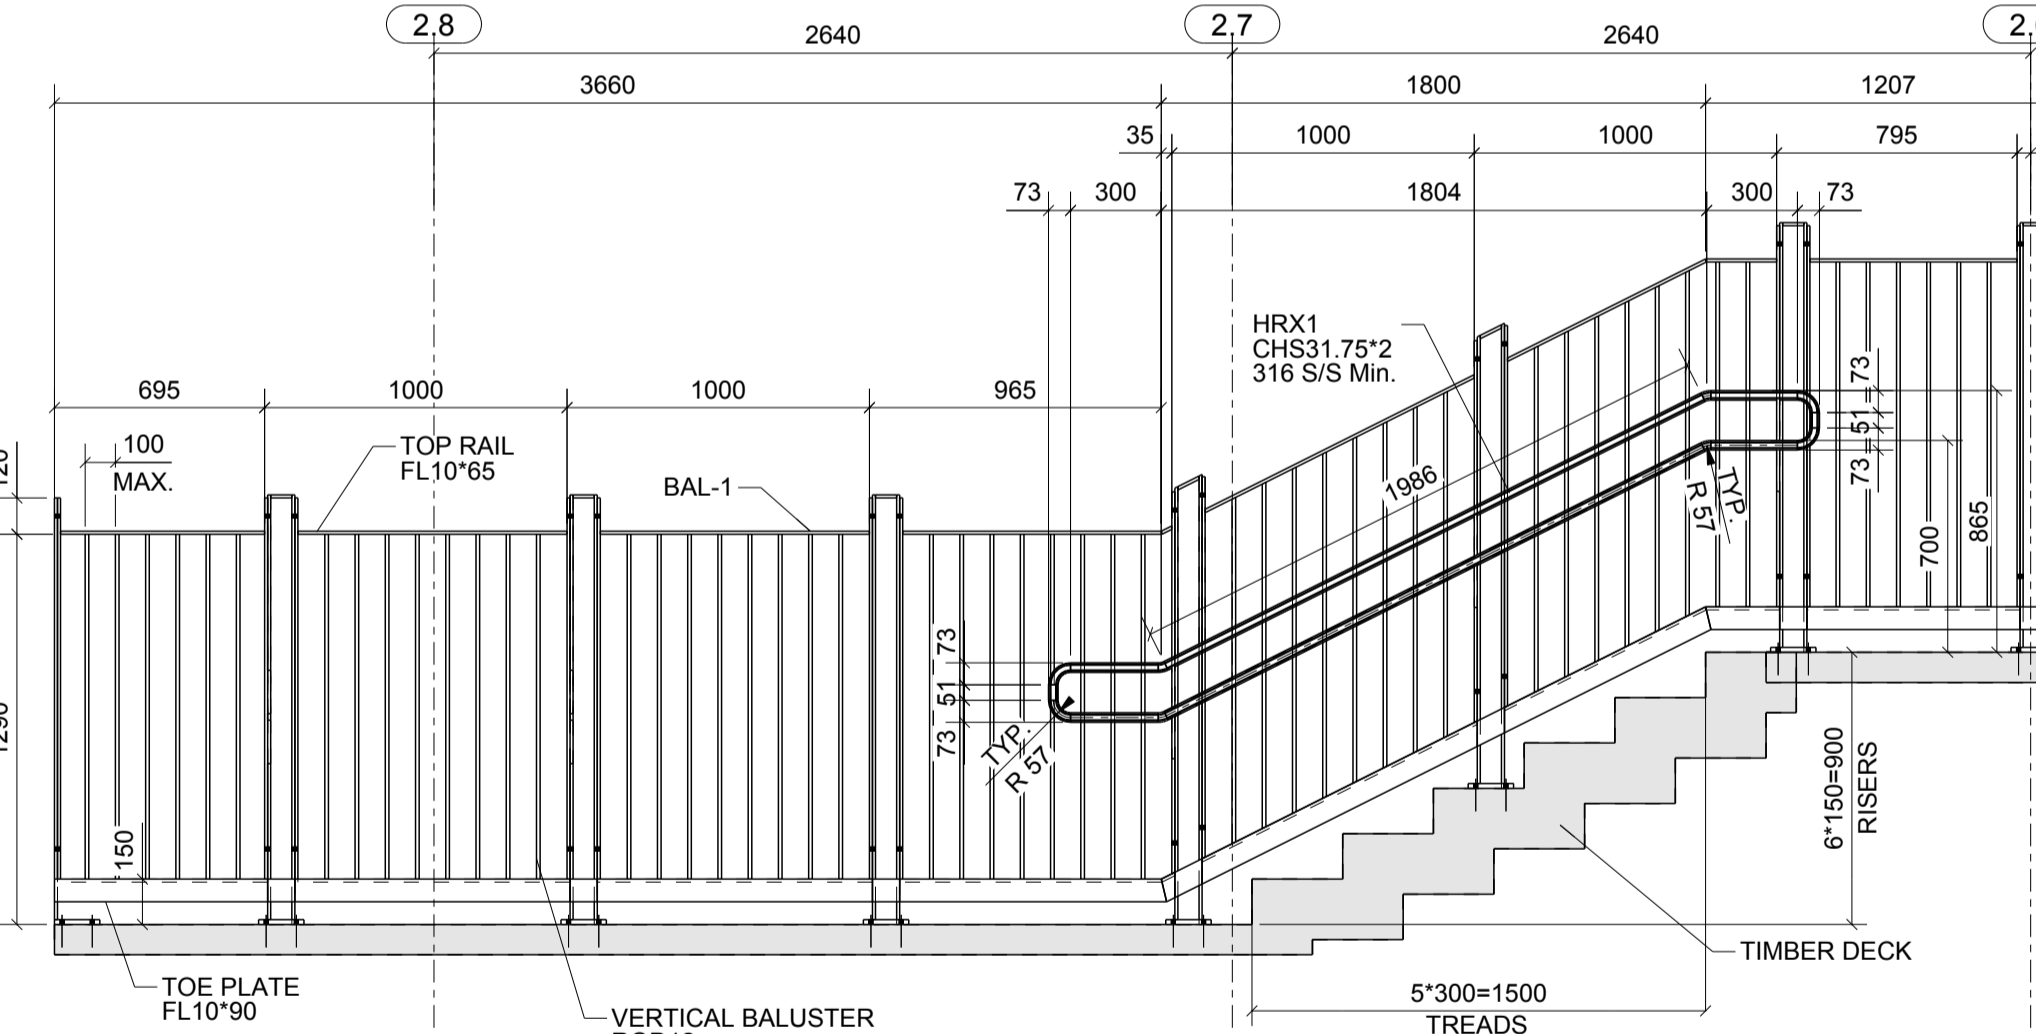 2.8
2.7
2640
2640
3660
1800
1207
35
1000
1000
795
73
300
1804
300
73
HRX1
CHS31.75*2
316 S/S Min.
695
1000
1000
965
100
MAX.
TOP RAIL
FL10*65
BAL-1
1986
73
51
73
TYP.
R 57
700
865
73
51
73
TYP.
R 57
150
6*150=900
RISERS
TIMBER DECK
TOE PLATE
FL10*90
VERTICAL BALUSTER
5*300=1500
TREADS